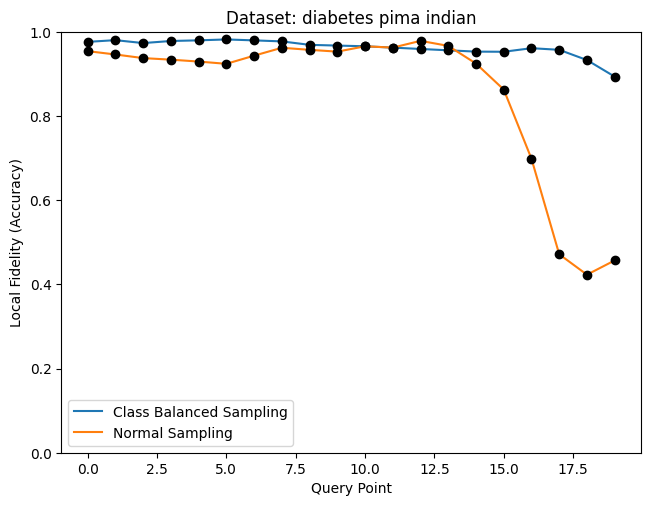 Dataset: diabetes pima indian
1.0
0.8
0.6
0.4
0.2
0.0
Local Fidelity (Accuracy)
Class Balanced Sampling
Normal Sampling
0.0 2.5 5.0 7.5 10.0 12.5 15.0 17.5
Query Point